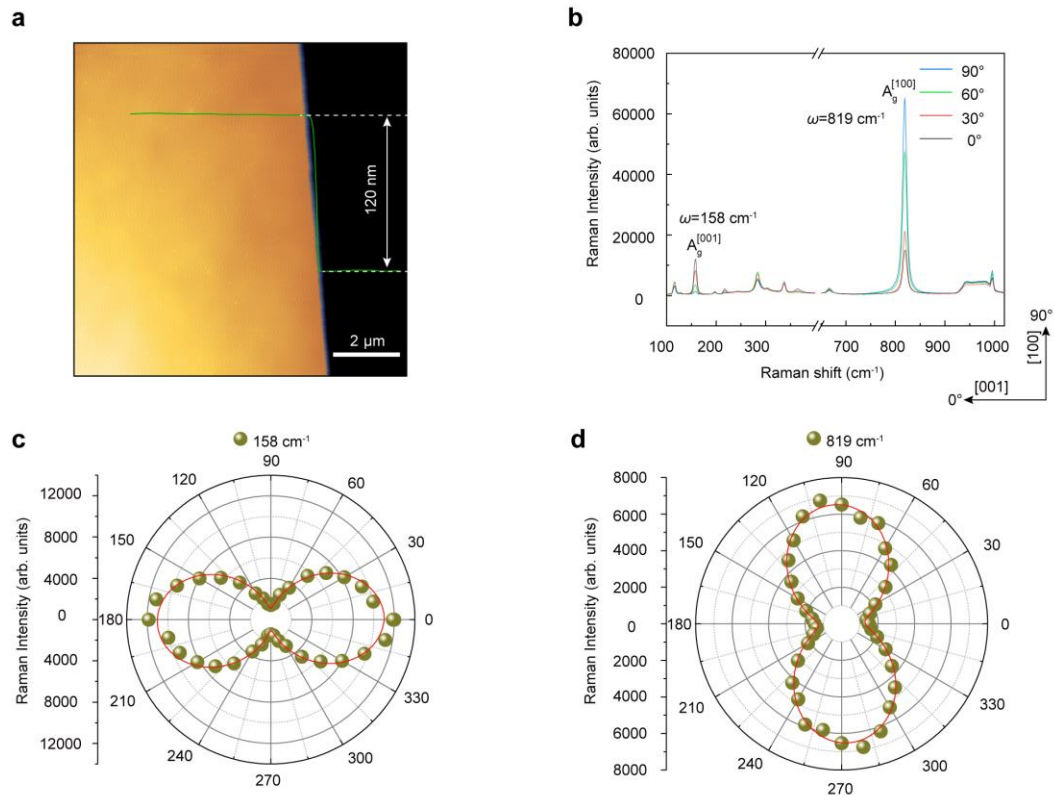 a
120 nm
2 μm
b
80000
60000
40000
20000
0
Raman Intensity (arb. units)
90°
60°
30°
0°
A_g^[100]
ω=819 cm⁻¹
ω=158 cm⁻¹
A_g^[001]
100 200 300 700 800 900 1000
Raman shift (cm⁻¹)
90°
[100]
[001]
0°
c
158 cm⁻¹
12000
8000
4000
0
4000
8000
12000
Raman Intensity (arb. units)
90
120 60
150 30
180 0
210 330
240 300
270
d
819 cm⁻¹
8000
6000
4000
2000
0
2000
4000
6000
8000
Raman Intensity (arb. units)
90
120 60
150 30
180 0
210 330
240 300
270